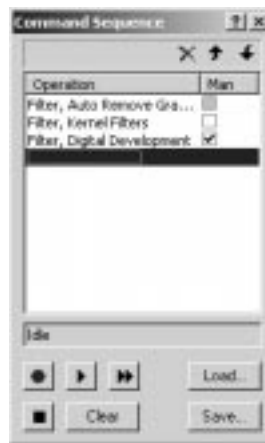 Command Sequence
Operation Man
Filter, Auto Remove Gra...
Filter, Kernel Filters
Filter, Digital Development
Idle
Load...
Clear Save...